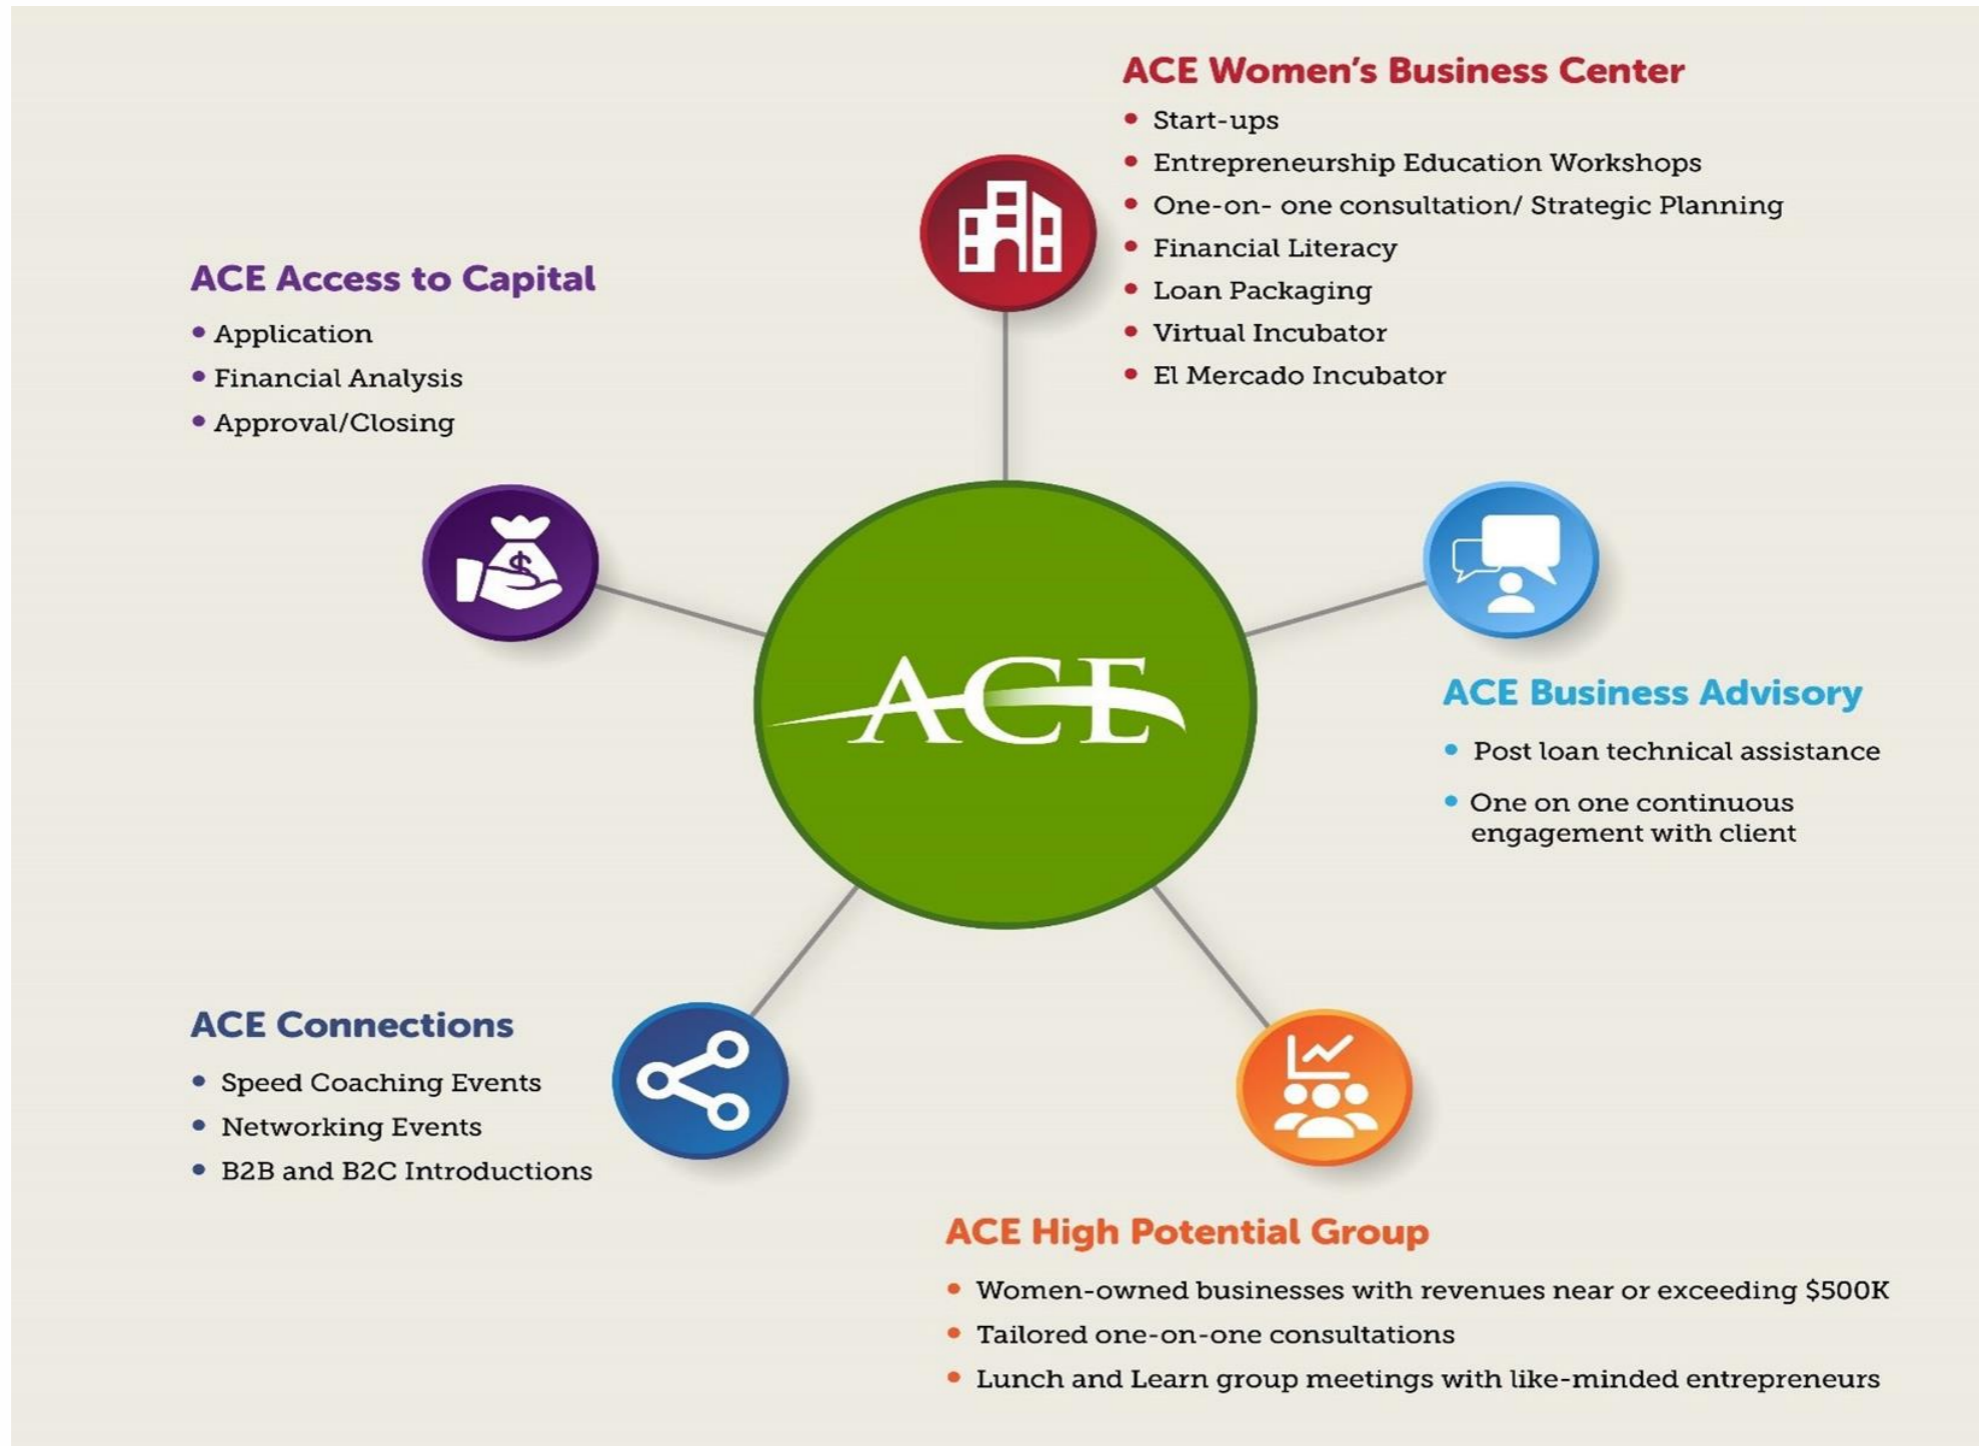 ACE Women's Business Center
• Start-ups
• Entrepreneurship Education Workshops
• One-on- one consultation/ Strategic Planning
• Financial Literacy
• Loan Packaging
• Virtual Incubator
• El Mercado Incubator
ACE Access to Capital
• Application
• Financial Analysis
• Approval/Closing
$
ACE
ACE Business Advisory
• Post loan technical assistance
• One on one continuous
engagement with client
ACE Connections
• Speed Coaching Events
• Networking Events
• B2B and B2C Introductions
ACE High Potential Group
• Women-owned businesses with revenues near or exceeding $500K
• Tailored one-on-one consultations
• Lunch and Learn group meetings with like-minded entrepreneurs